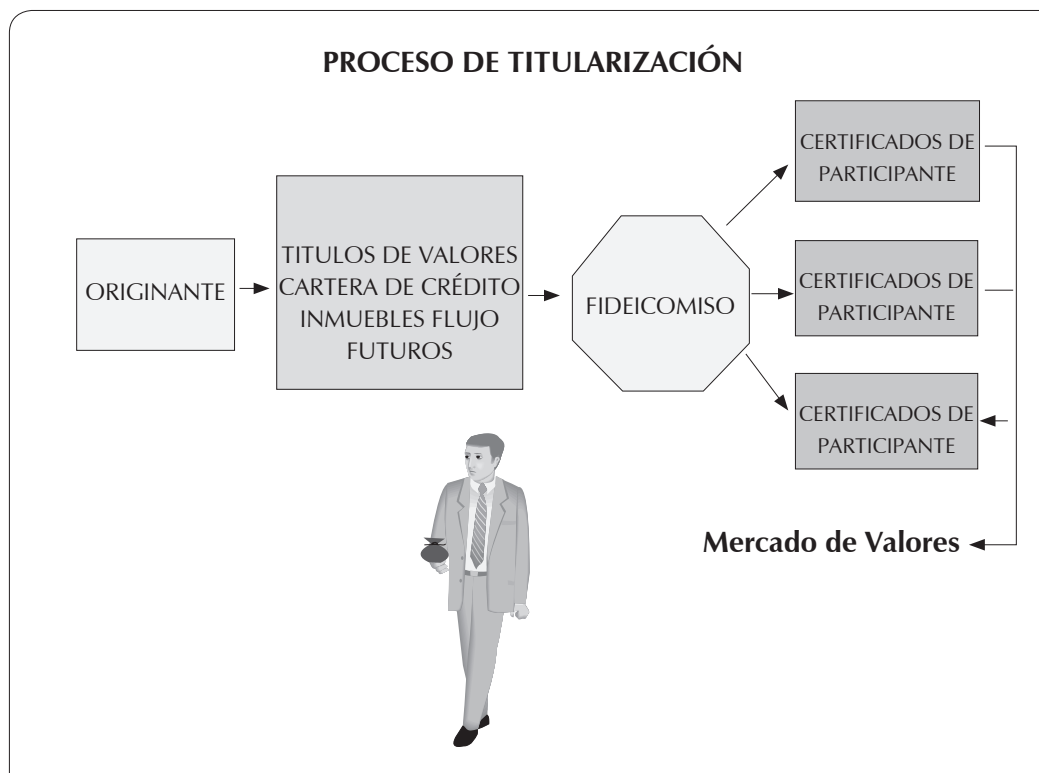 PROCESO DE TITULARIZACIÓN
ORIGINANTE
TITULOS DE VALORES
CARTERA DE CRÉDITO
INMUEBLES FLUJO
FUTUROS
FIDEICOMISO
CERTIFICADOS DE
PARTICIPANTE
CERTIFICADOS DE
PARTICIPANTE
CERTIFICADOS DE
PARTICIPANTE
Mercado de Valores